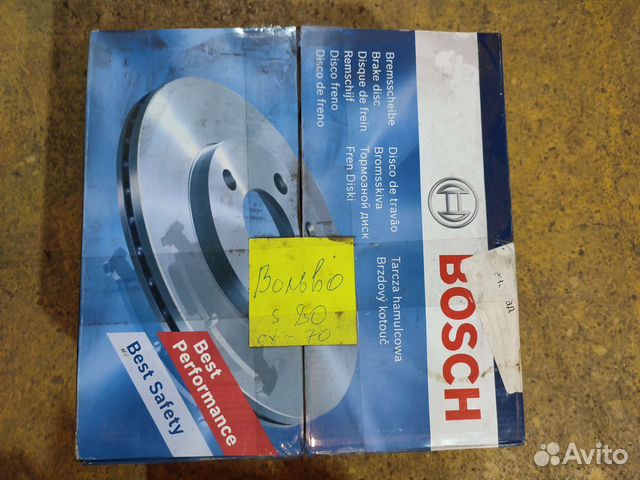 Bremsscheibe
Brake disc
Disque de frein
Remschijf
Disco freno
Disco de freno
Disco de travão
Bromsskiva
Тормозной диск
Fren Diski
Tarcza hamulcowa
Brzdový kotouč
BOSCH
Вольво
S 80
cx - 70
Best
Performance
Best Safety
Avito